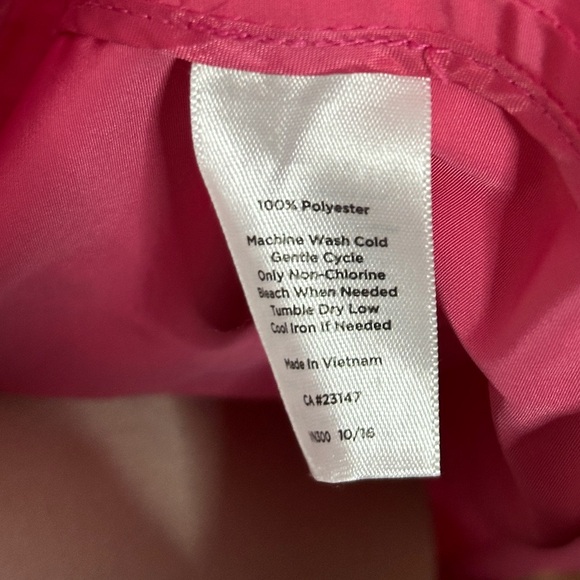 100% Polyester
Machine Wash Cold
Gentle Cycle
Only Non-Chlorine
Bleach When Needed
Tumble Dry Low
Cool Iron If Needed
Made In Vietnam
CA#23147
VN300 10/16